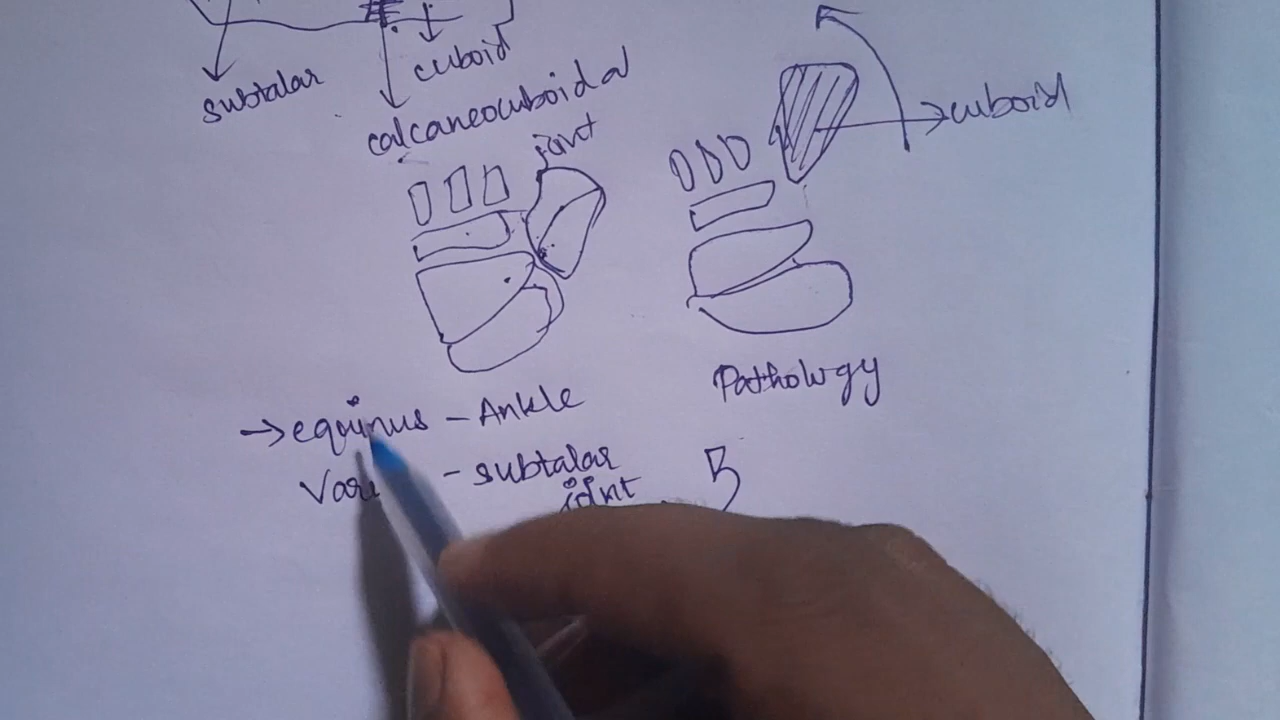 subtalar
cuboid
calcaneocuboidal
joint
cuboid
Pathology
→equinus - Ankle
- subtalar
joint